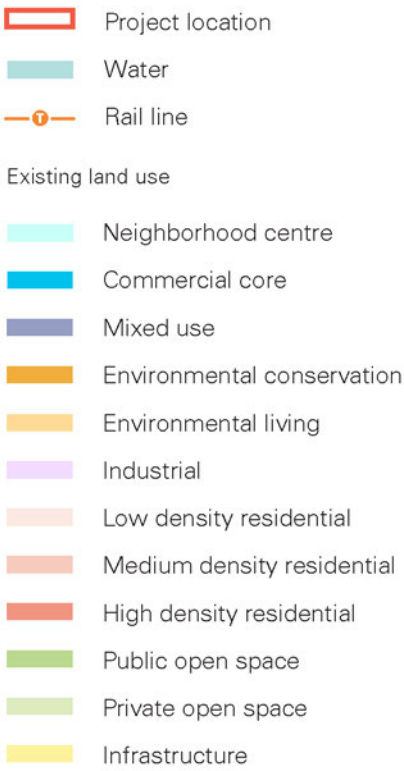 Project location
Water
T
Rail line
Existing land use
Neighborhood centre
Commercial core
Mixed use
Environmental conservation
Environmental living
Industrial
Low density residential
Medium density residential
High density residential
Public open space
Private open space
Infrastructure